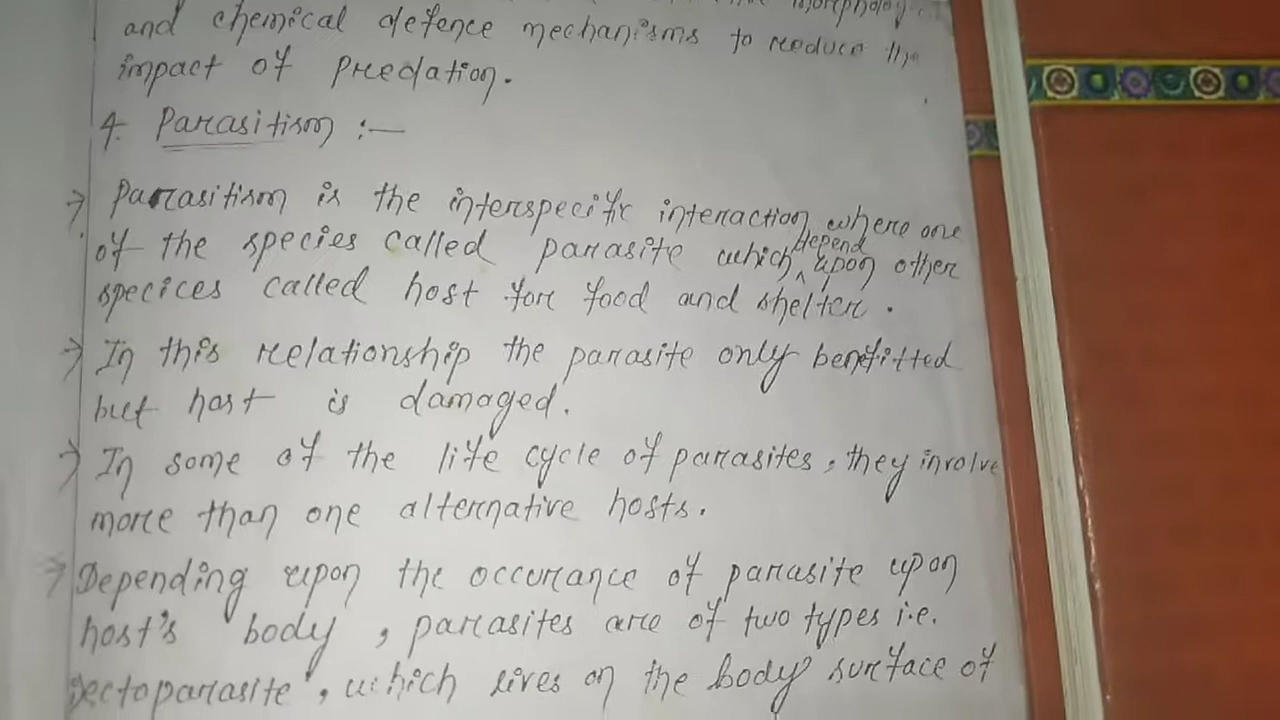 morphology
and chemical defence mechanisms to reduce the
impact of predation.
4. Parasitism :—
→ Parasitism is the interspecific interaction where one
of the species called parasite which depend upon other
specices called host for food and shelter.
→ In this relationship the parasite only benefitted
but host is damaged.
→ In some of the life cycle of parasites, they involve
more than one alternative hosts.
→ Depending upon the occurance of parasite upon
host's body, parasites are of two types i.e.
ectoparasite', which lives on the body surface of